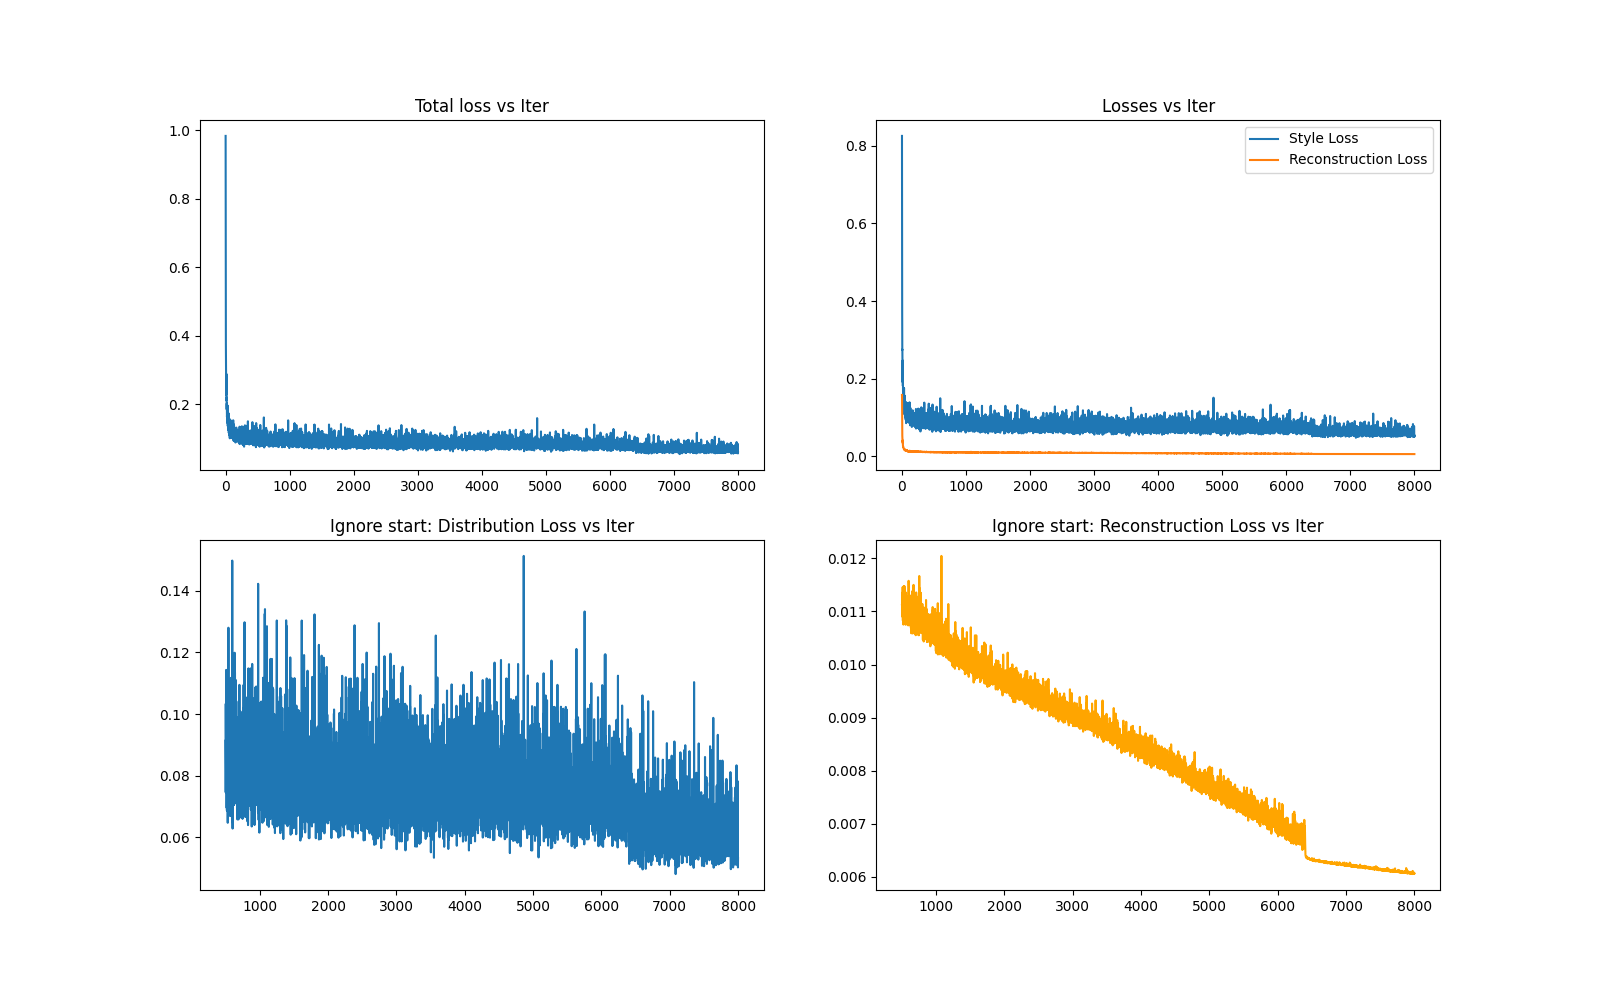 Total loss vs Iter
1.0
0.8
0.6
0.4
0.2
0 1000 2000 3000 4000 5000 6000 7000 8000
Losses vs Iter
Style Loss
Reconstruction Loss
0.8
0.6
0.4
0.2
0.0
0 1000 2000 3000 4000 5000 6000 7000 8000
Ignore start: Distribution Loss vs Iter
0.14
0.12
0.10
0.08
0.06
1000 2000 3000 4000 5000 6000 7000 8000
Ignore start: Reconstruction Loss vs Iter
0.012
0.011
0.010
0.009
0.008
0.007
0.006
1000 2000 3000 4000 5000 6000 7000 8000